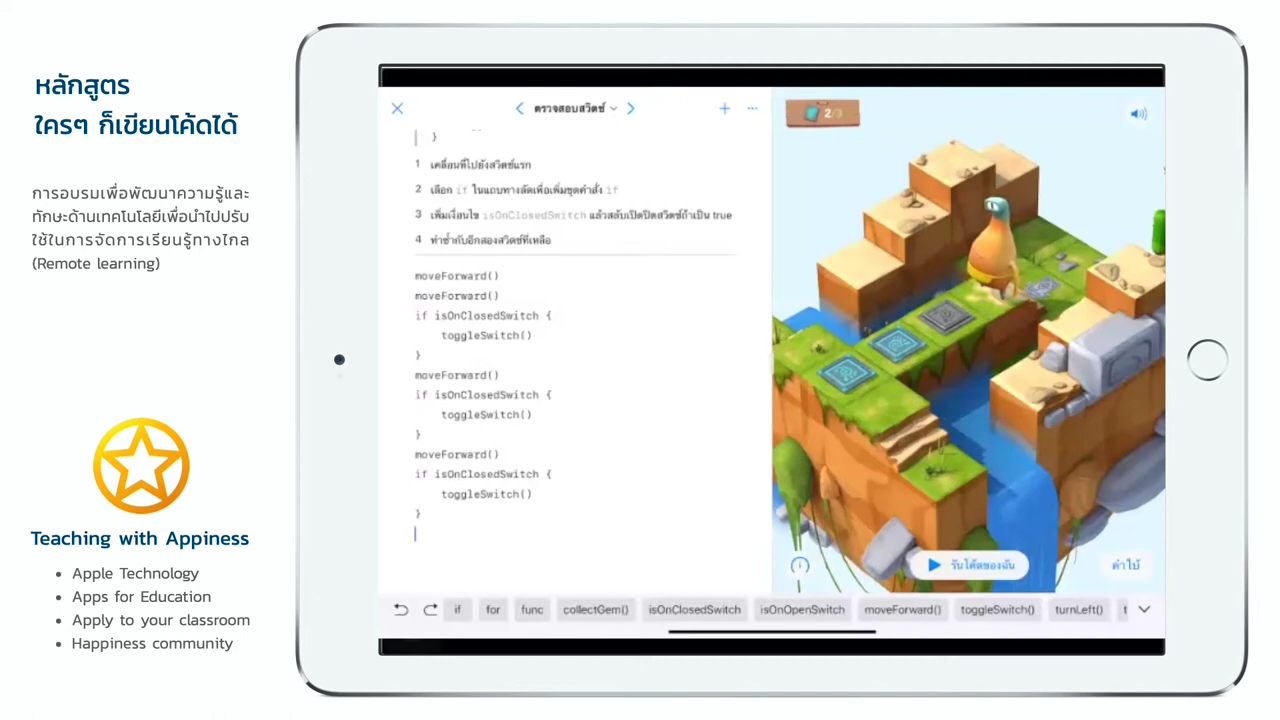 หลักสูตร
ใครๆ ก็เขียนโค้ดได้
การอบรมเพื่อพัฒนาความรู้และ
ทักษะด้านเทคโนโลยีเพื่อนำไปปรับ
ใช้ในการจัดการเรียนรู้ทางไกล
(Remote learning)
Teaching with Appiness
• Apple Technology
• Apps for Education
• Apply to your classroom
• Happiness community
ตรวจสอบสวิตช์
2/3
}
1 เคลื่อนที่ไปยังสวิตช์แรก
2 เลือก if ในแถบทางลัดเพื่อเพิ่มชุดคำสั่ง if
3 เพิ่มเงื่อนไข isOnClosedSwitch แล้วสลับเปิดปิดสวิตช์ถ้าเป็น true
4 ทำซ้ำกับอีกสองสวิตช์ที่เหลือ
moveForward()
moveForward()
if isOnClosedSwitch {
toggleSwitch()
}
moveForward()
if isOnClosedSwitch {
toggleSwitch()
}
moveForward()
if isOnClosedSwitch {
toggleSwitch()
}
รันโค้ดของฉัน
คำใบ้
if for func collectGem() isOnClosedSwitch isOnOpenSwitch moveForward() toggleSwitch() turnLeft() t